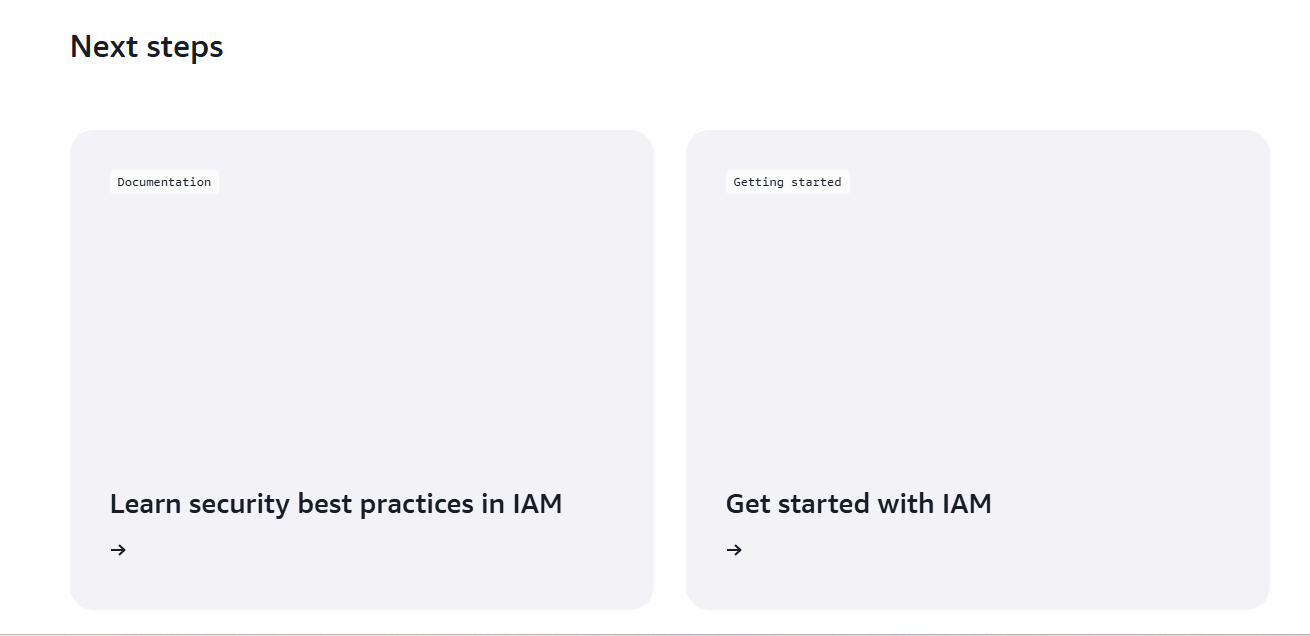 Next steps
Documentation
Learn security best practices in IAM
→
Getting started
Get started with IAM
→